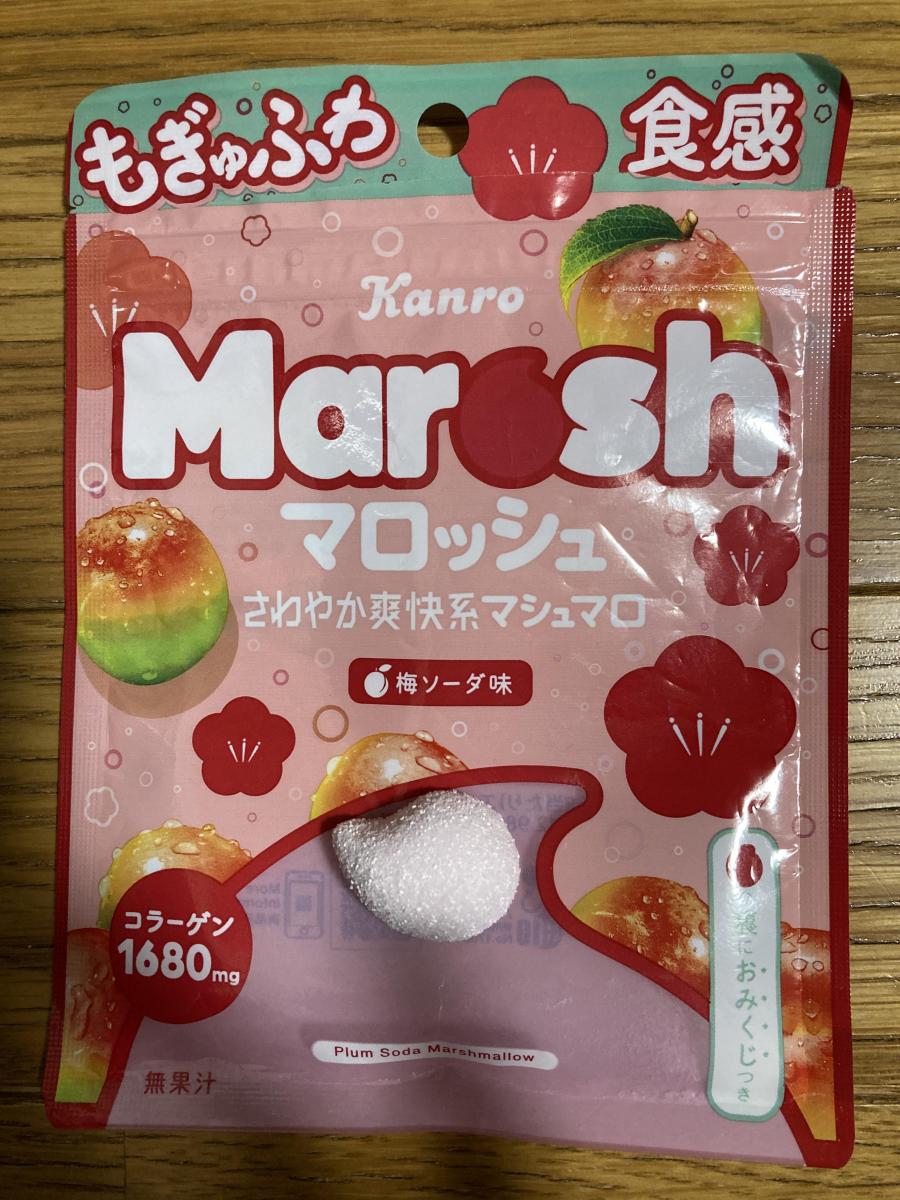 もぎゅふわ 食感
Kanro
Marosh
マロッシュ
さわやか爽快系マシュマロ
梅ソーダ味
コラーゲン
1680mg
Plum Soda Marshmallow
無果汁
の裏におみくじつき